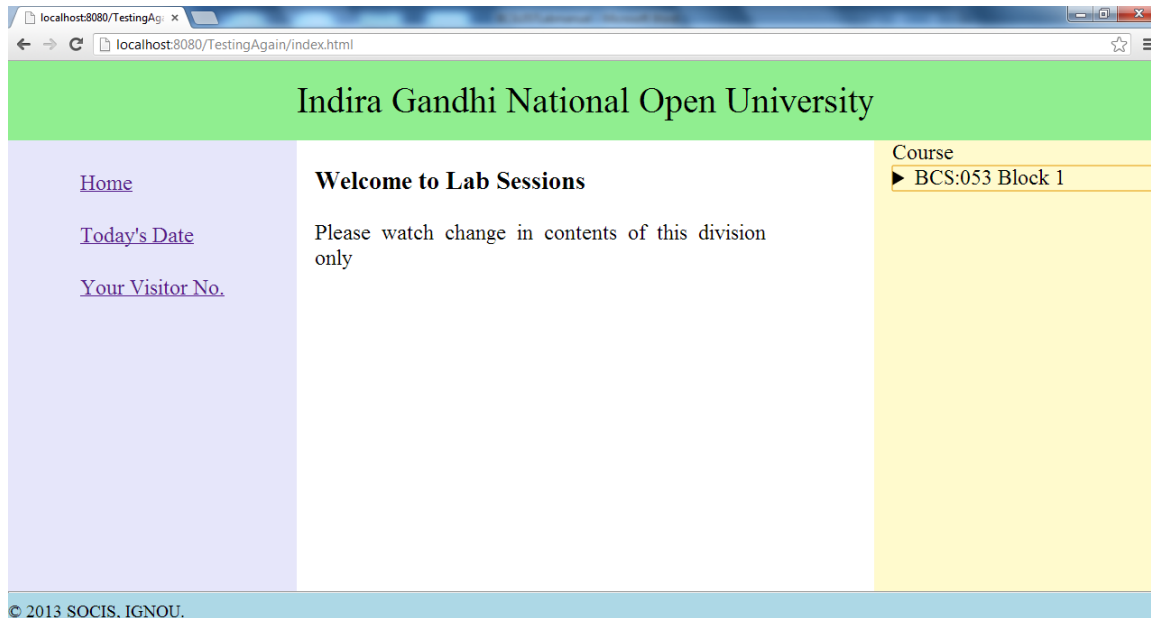 localhost:8080/TestingAg
localhost:8080/TestingAgain/index.html
Indira Gandhi National Open University
Home
Today's Date
Your Visitor No.
Welcome to Lab Sessions
Please watch change in contents of this division
only
Course
▶ BCS:053 Block 1
© 2013 SOCIS, IGNOU.